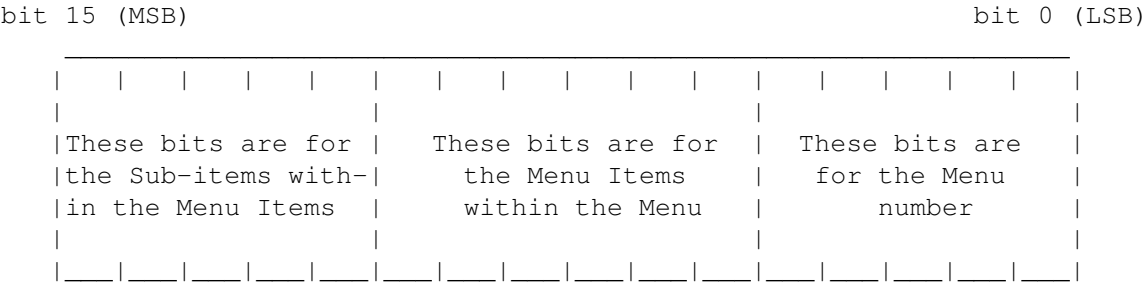 bit 15 (MSB) bit 0 (LSB)
These bits are for These bits are for These bits are
the Sub-items with- the Menu Items for the Menu
in the Menu Items within the Menu number